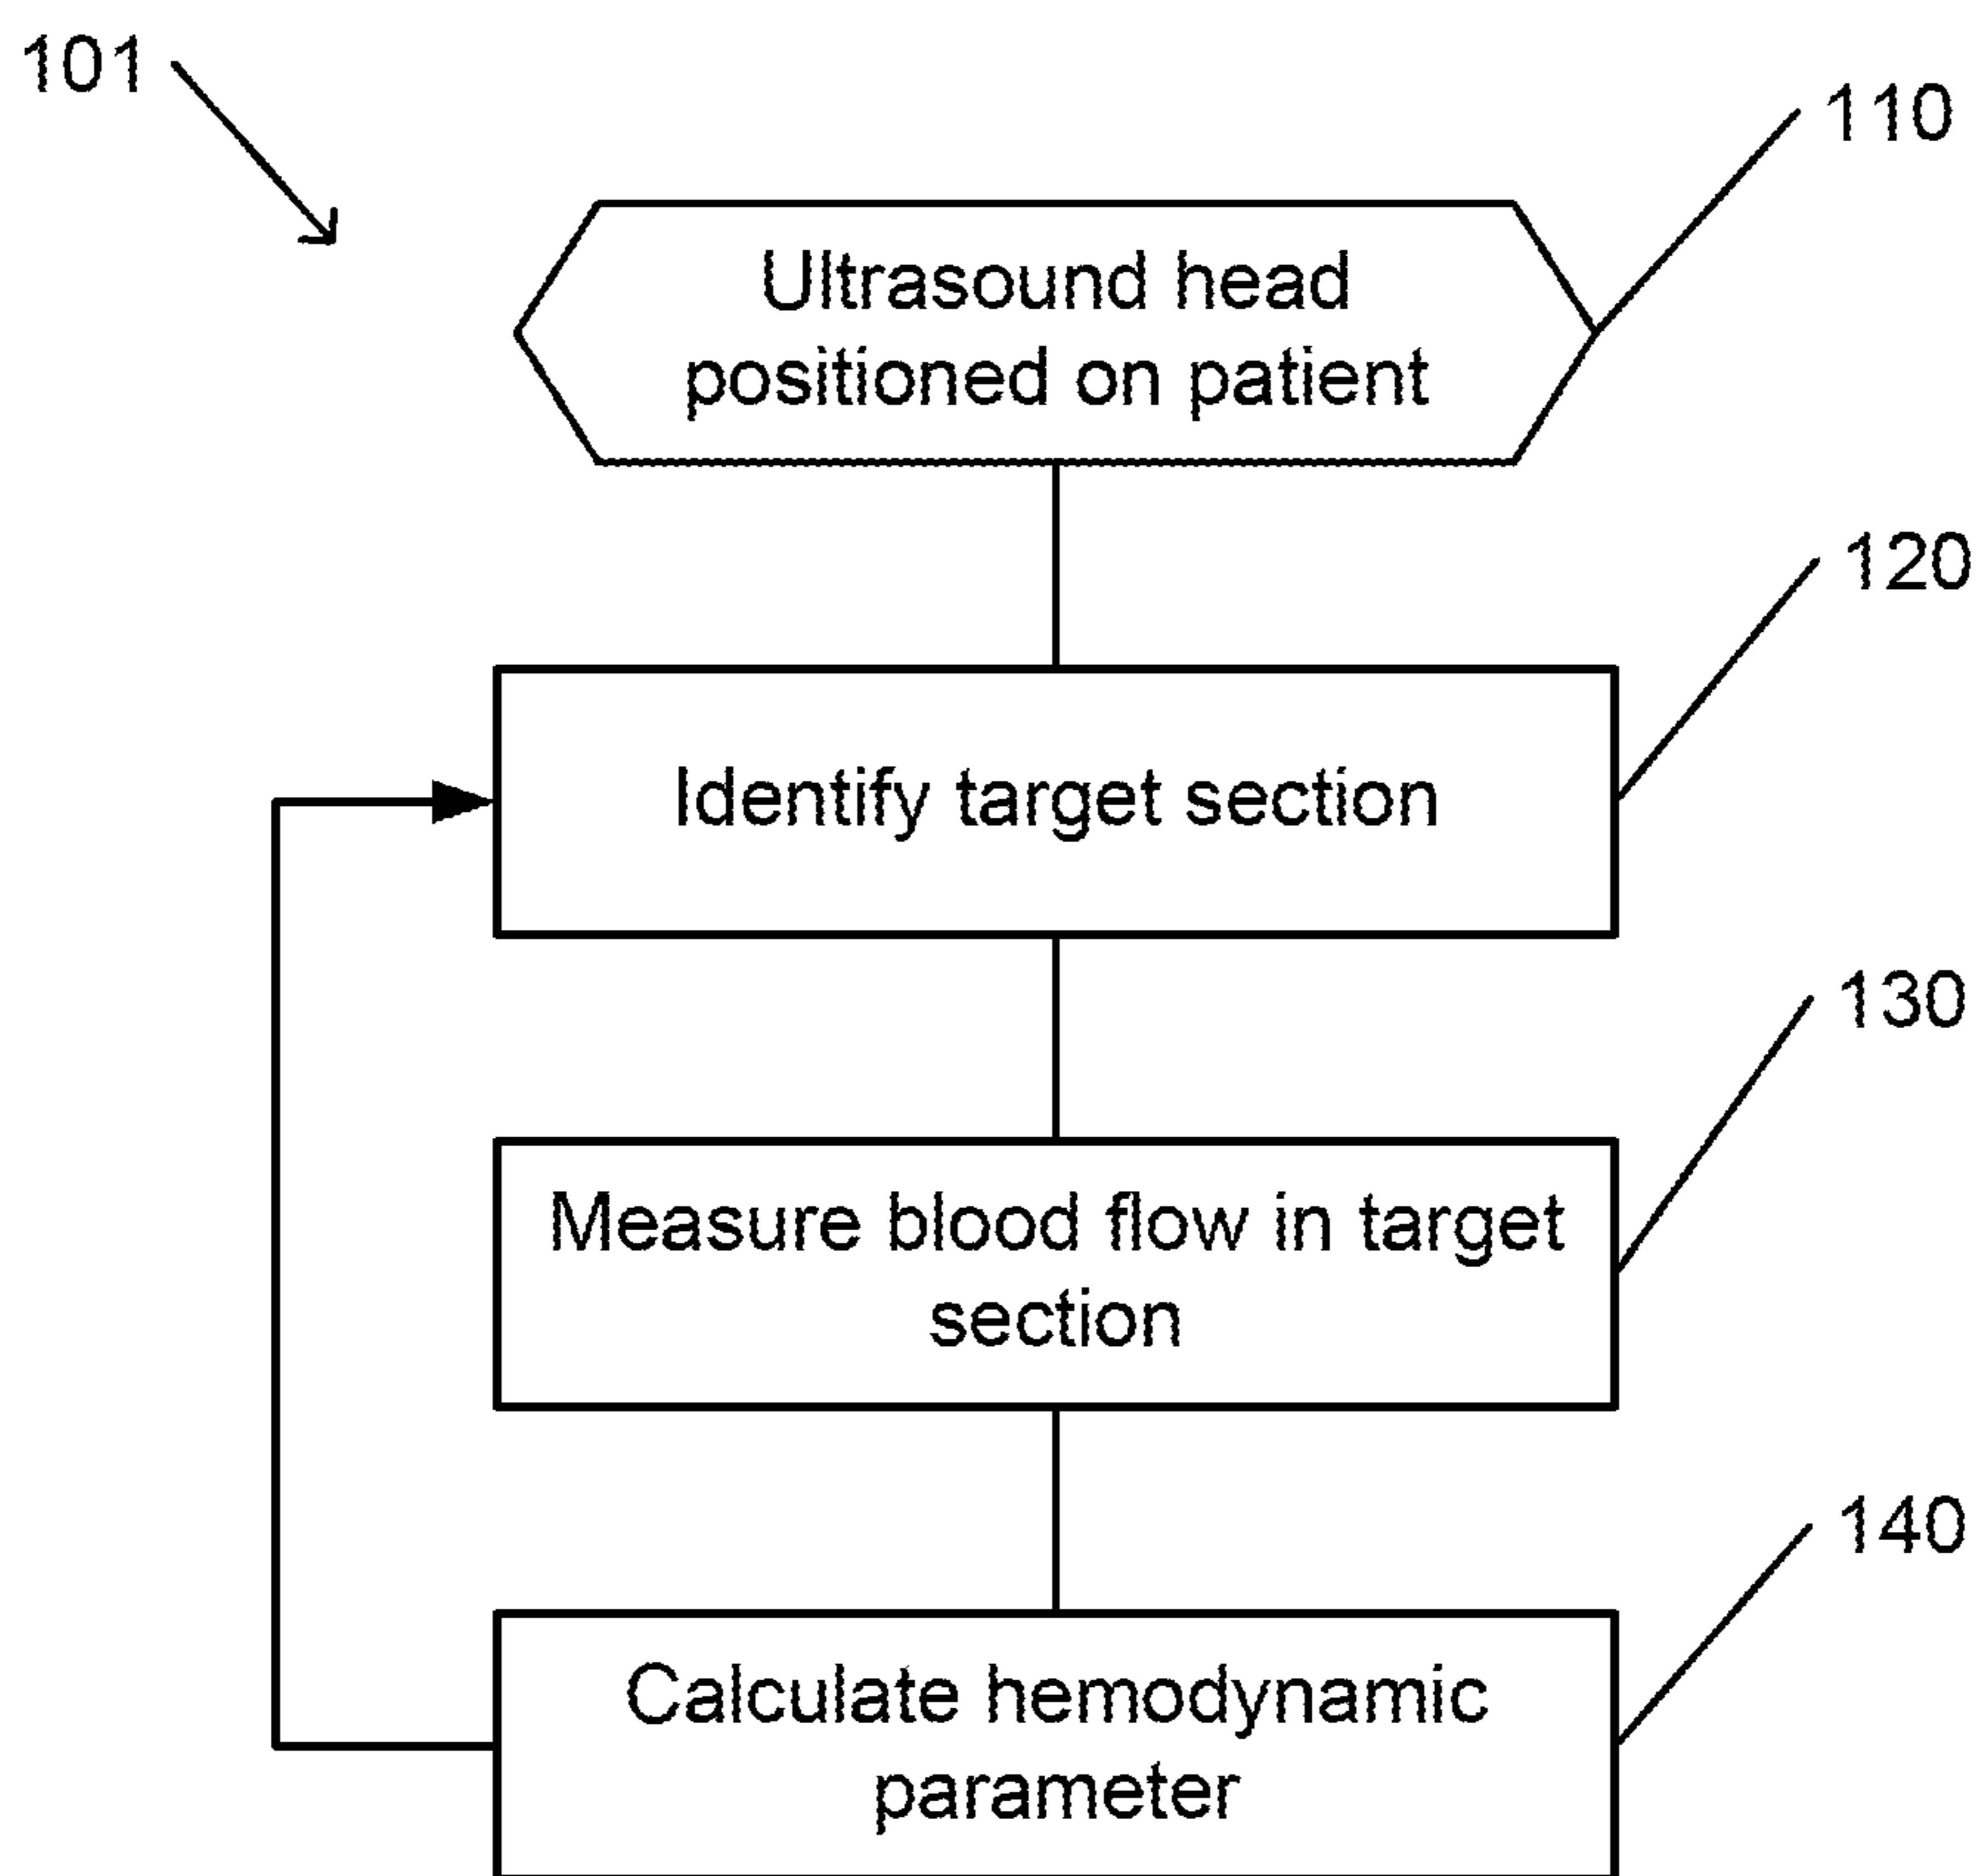 101
110
Ultrasound head
positioned on patient
120
Identify target section
130
Measure blood flow in target
section
140
Calculate hemodynamic
parameter